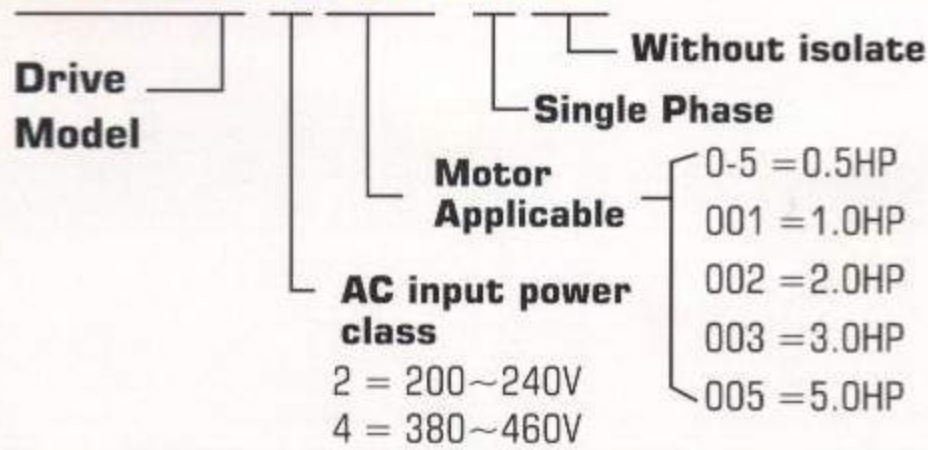 Without isolate
Drive
Model
Single Phase
Motor
Applicable
0-5 =0.5HP
001 =1.0HP
002 =2.0HP
003 =3.0HP
005 =5.0HP
AC input power
class
2 = 200~240V
4 = 380~460V